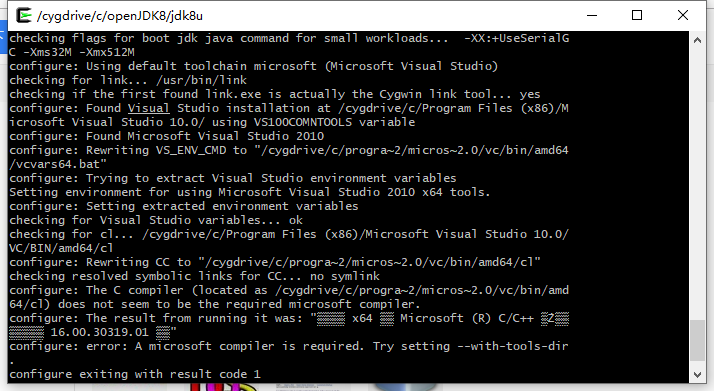 /cygdrive/c/openJDK8/jdk8u
checking flags for boot jdk java command for small workloads...  -XX:+UseSerialG
C -Xms32M -Xmx512M
configure: Using default toolchain microsoft (Microsoft Visual Studio)
checking for link... /usr/bin/link
checking if the first found link.exe is actually the Cygwin link tool... yes
configure: Found Visual Studio installation at /cygdrive/c/Program Files (x86)/M
icrosoft Visual Studio 10.0/ using VS100COMNTOOLS variable
configure: Found Microsoft Visual Studio 2010
configure: Rewriting VS_ENV_CMD to "/cygdrive/c/progra~2/micros~2.0/vc/bin/amd64
/vcvars64.bat"
configure: Trying to extract Visual Studio environment variables
Setting environment for using Microsoft Visual Studio 2010 x64 tools.
configure: Setting extracted environment variables
checking for Visual Studio variables... ok
checking for cl... /cygdrive/c/Program Files (x86)/Microsoft Visual Studio 10.0/
VC/BIN/amd64/cl
configure: Rewriting CC to "/cygdrive/c/progra~2/micros~2.0/vc/bin/amd64/cl"
checking resolved symbolic links for CC... no symlink
configure: The C compiler (located as /cygdrive/c/progra~2/micros~2.0/vc/bin/amd
64/cl) does not seem to be the required microsoft compiler.
configure: The result from running it was: "▒▒▒▒ x64 ▒▒ Microsoft (R) C/C++ ▒Ż▒▒
▒▒▒▒▒ 16.00.30319.01 ▒▒"
configure: error: A microsoft compiler is required. Try setting --with-tools-dir
.
configure exiting with result code 1